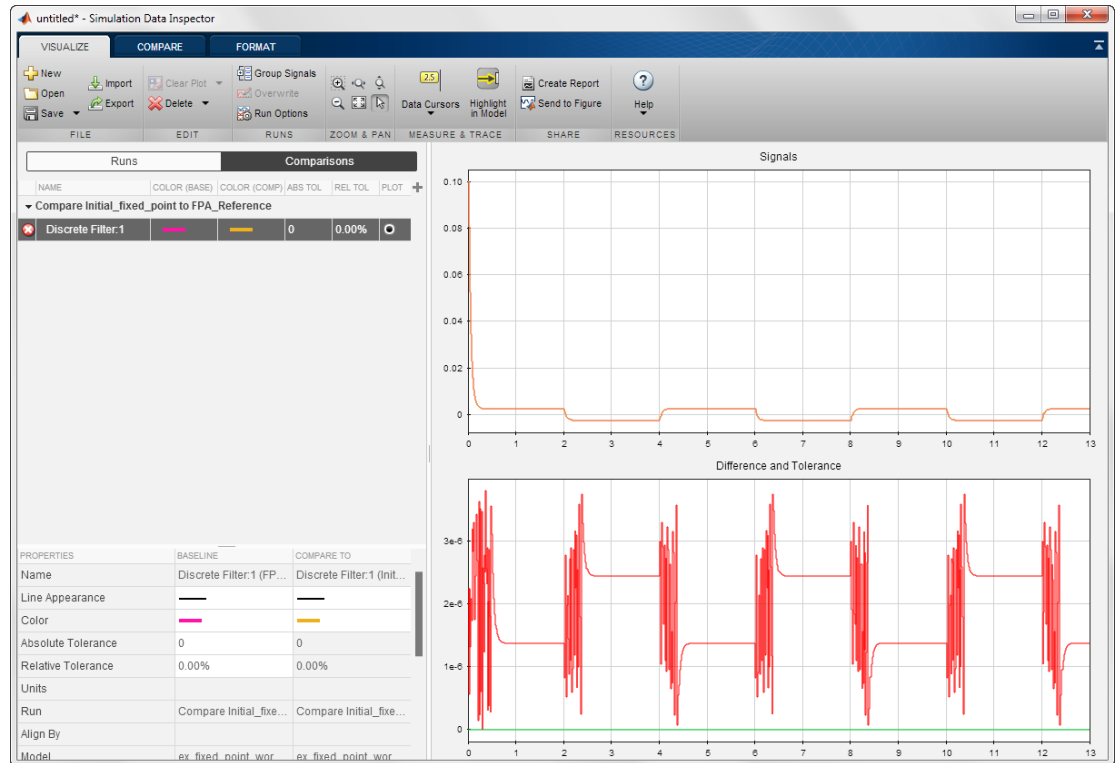 untitled* - Simulation Data Inspector
VISUALIZE COMPARE FORMAT
New
Open
Save
Import
Export
FILE
Clear Plot
Delete
EDIT
Group Signals
Overwrite
Run Options
RUNS
ZOOM & PAN
2.5
Data Cursors
Highlight
in Model
MEASURE & TRACE
Create Report
Send to Figure
SHARE
?
Help
RESOURCES
Runs Comparisons
NAME COLOR (BASE) COLOR (COMP) ABS TOL REL TOL PLOT
Compare Initial_fixed_point to FPA_Reference
Discrete Filter:1 0 0.00%
PROPERTIES BASELINE COMPARE TO
Name Discrete Filter:1 (FP... Discrete Filter:1 (Init...
Line Appearance
Color
Absolute Tolerance 0 0
Relative Tolerance 0.00% 0.00%
Units
Run Compare Initial_fixe... Compare Initial_fixe...
Align By
Model ex_fixed_point_wor... ex_fixed_point_wor...
Signals
0.10
0.08
0.06
0.04
0.02
0
0 1 2 3 4 5 6 7 8 9 10 11 12 13
Difference and Tolerance
3e-6
2e-6
1e-6
0
0 1 2 3 4 5 6 7 8 9 10 11 12 13